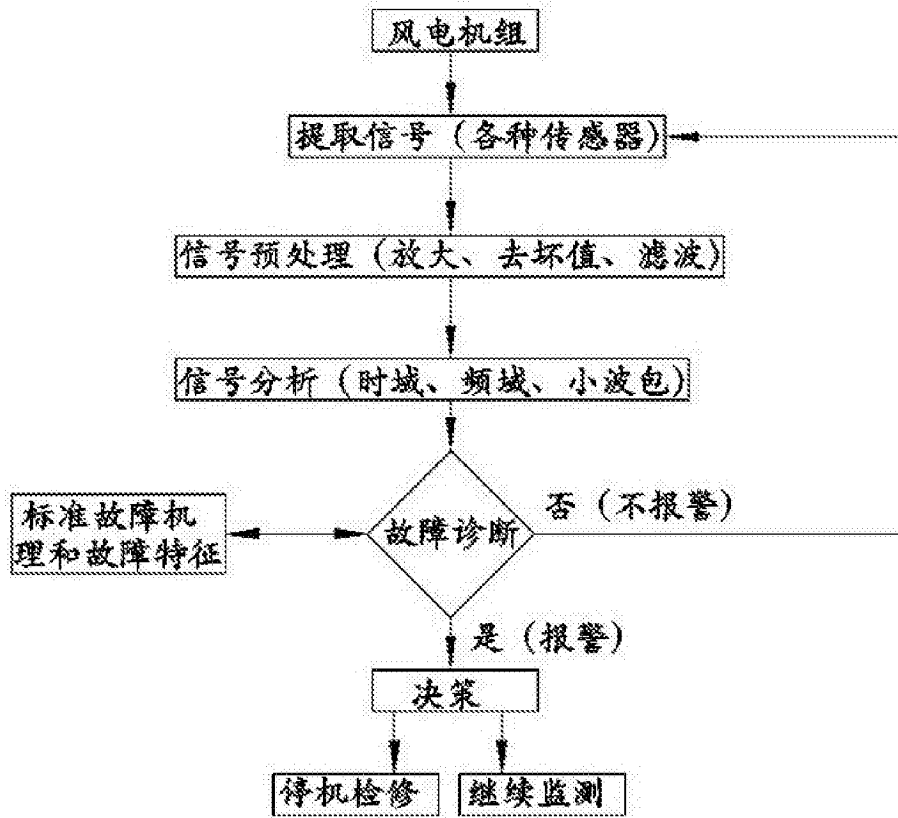 风电机组
提取信号（各种传感器）
信号预处理（放大、去坏值、滤波）
信号分析（时域、频域、小波包）
标准故障机
理和故障特征
故障诊断
否（不报警）
是（报警）
决策
停机检修
继续监测